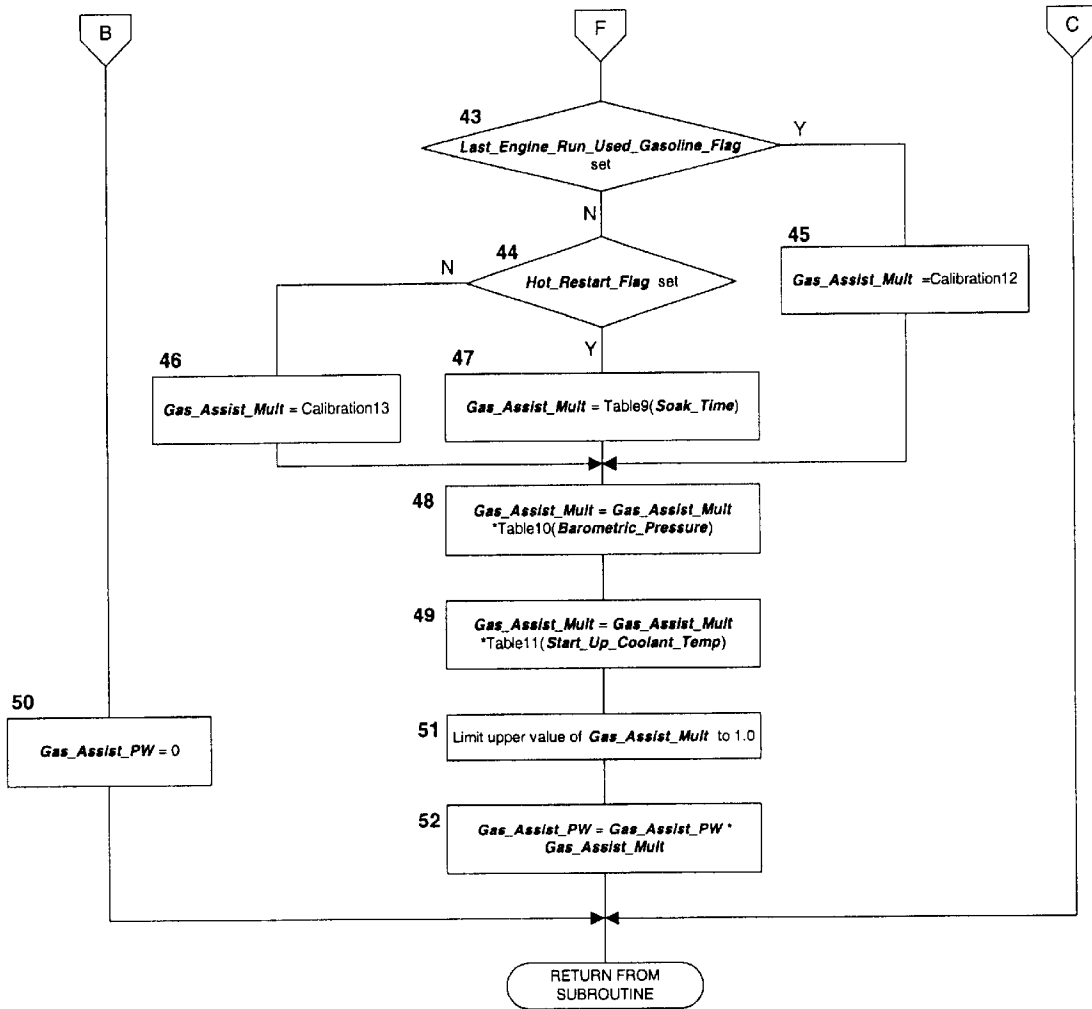 B
F
C
43
Last_Engine_Run_Used_Gasoline_Flag
set
Y
N
44
Hot_Restart_Flag set
N
Y
45
Gas_Assist_Mult =Calibration12
46
Gas_Assist_Mult = Calibration13
47
Gas_Assist_Mult = Table9(Soak_Time)
48
Gas_Assist_Mult = Gas_Assist_Mult
*Table10(Barometric_Pressure)
49
Gas_Assist_Mult = Gas_Assist_Mult
*Table11(Start_Up_Coolant_Temp)
50
Gas_Assist_PW = 0
51
Limit upper value of Gas_Assist_Mult to 1.0
52
Gas_Assist_PW = Gas_Assist_PW *
Gas_Assist_Mult
RETURN FROM
SUBROUTINE